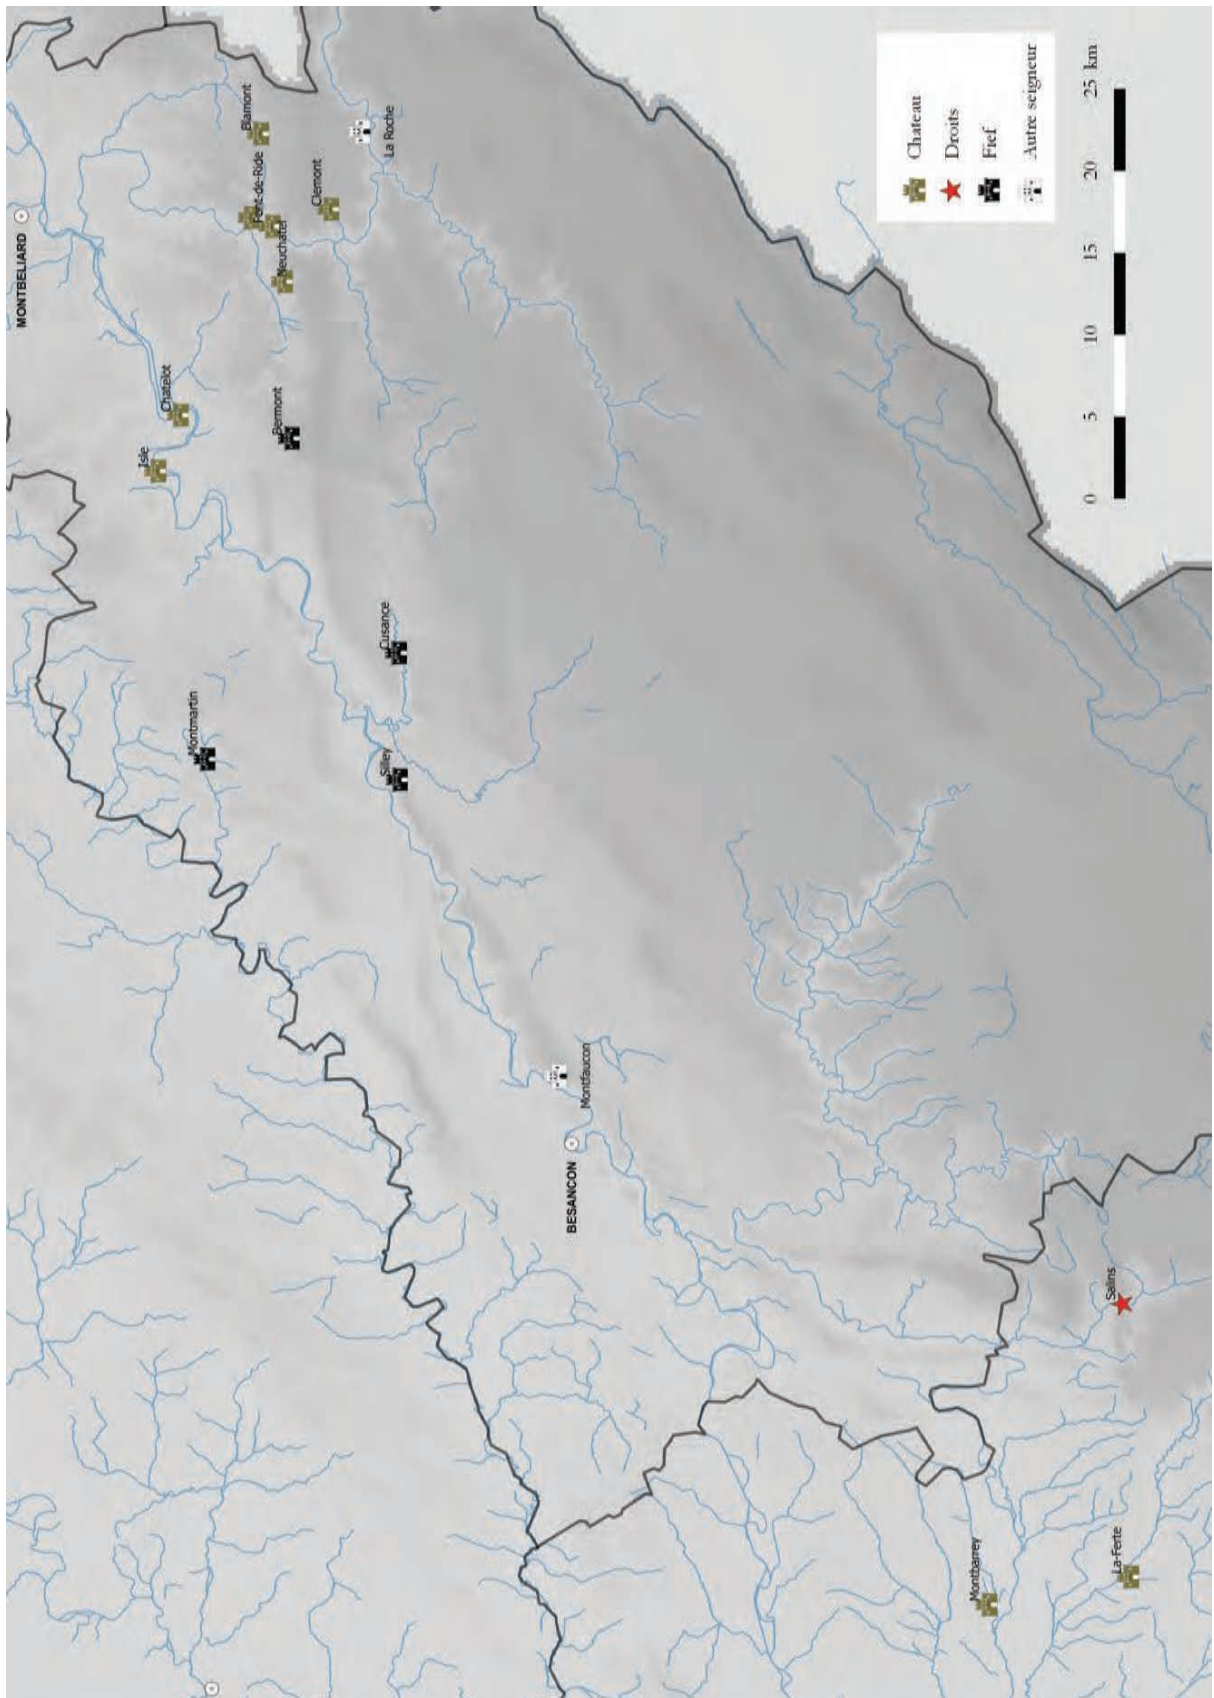 MONTBELIARD
Blamont
Pont-de-Ride
Neuchatel
Clemont
La Roche
Chatelot
Isle
Bermont
Montmartin
Cusance
Silley
Montfaucon
BESANCON
Salins
Montbarrey
La-Ferte
Chateau
Droits
Fief
Autre seigneur
0 5 10 15 20 25 km